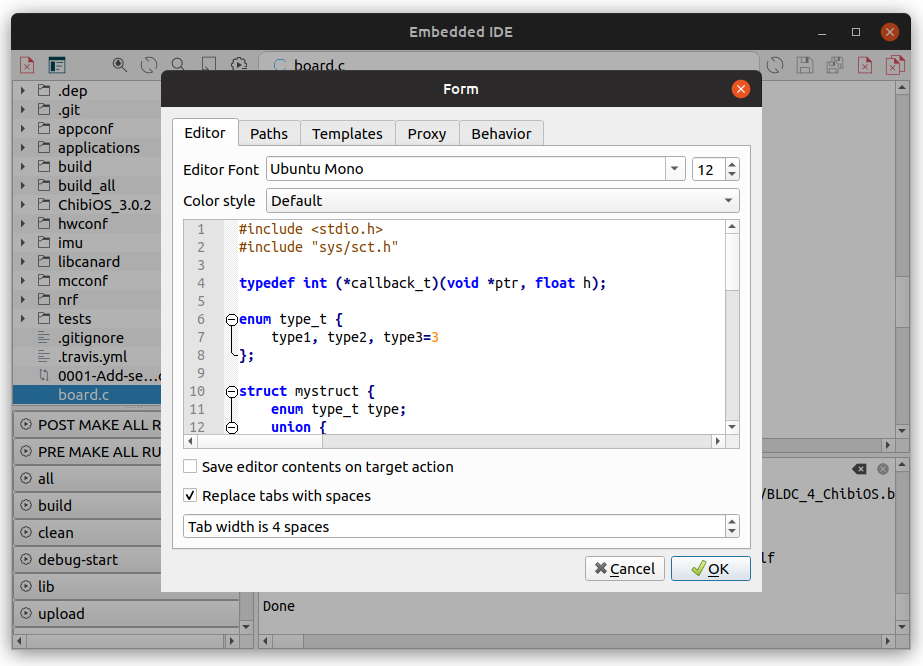 Embedded IDE
board.c
Form
Editor
Paths
Templates
Proxy
Behavior
Editor Font
Ubuntu Mono
12
Color style
Default
1 #include <stdio.h>
2 #include "sys/sct.h"
3
4 typedef int (*callback_t)(void *ptr, float h);
5
6 enum type_t {
7 type1, type2, type3=3
8 };
9
10 struct mystruct {
11 enum type_t type;
12 union {
Save editor contents on target action
Replace tabs with spaces
Tab width is 4 spaces
Cancel
OK
.dep
.git
appconf
applications
build
build_all
ChibiOS_3.0.2
hwconf
imu
libcanard
mcconf
nrf
tests
.gitignore
.travis.yml
0001-Add-se...
board.c
POST MAKE ALL R
PRE MAKE ALL RU
all
build
clean
debug-start
lib
upload
/BLDC_4_ChibiOS.b
lf
Done